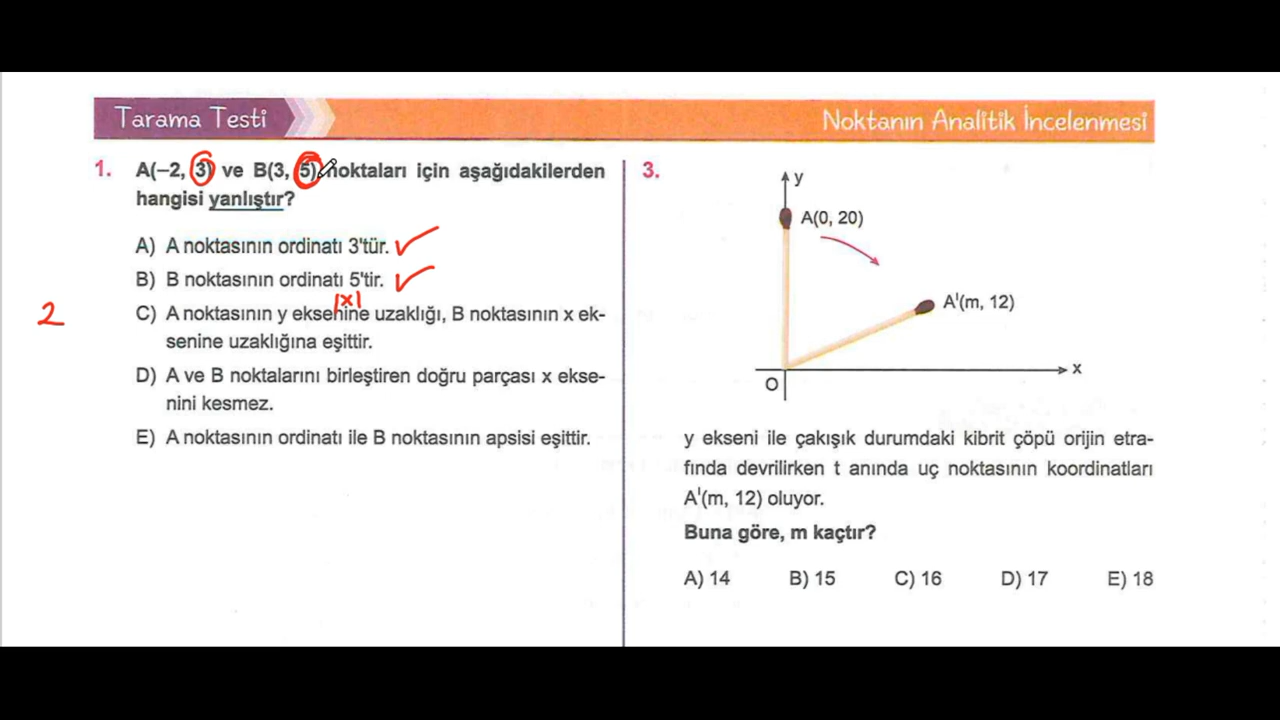 Tarama Testi
Noktanın Analitik İncelenmesi
1. A(−2, 3) ve B(3, 5) noktaları için aşağıdakilerden
hangisi yanlıştır?
A) A noktasının ordinatı 3'tür.
B) B noktasının ordinatı 5'tir.
|x|
2
C) A noktasının y eksenine uzaklığı, B noktasının x ek-
senine uzaklığına eşittir.
D) A ve B noktalarını birleştiren doğru parçası x ekse-
nini kesmez.
E) A noktasının ordinatı ile B noktasının apsisi eşittir.
3.
y
A(0, 20)
A'(m, 12)
x
O
y ekseni ile çakışık durumdaki kibrit çöpü orijin etra-
fında devrilirken t anında uç noktasının koordinatları
A'(m, 12) oluyor.
Buna göre, m kaçtır?
A) 14 B) 15 C) 16 D) 17 E) 18